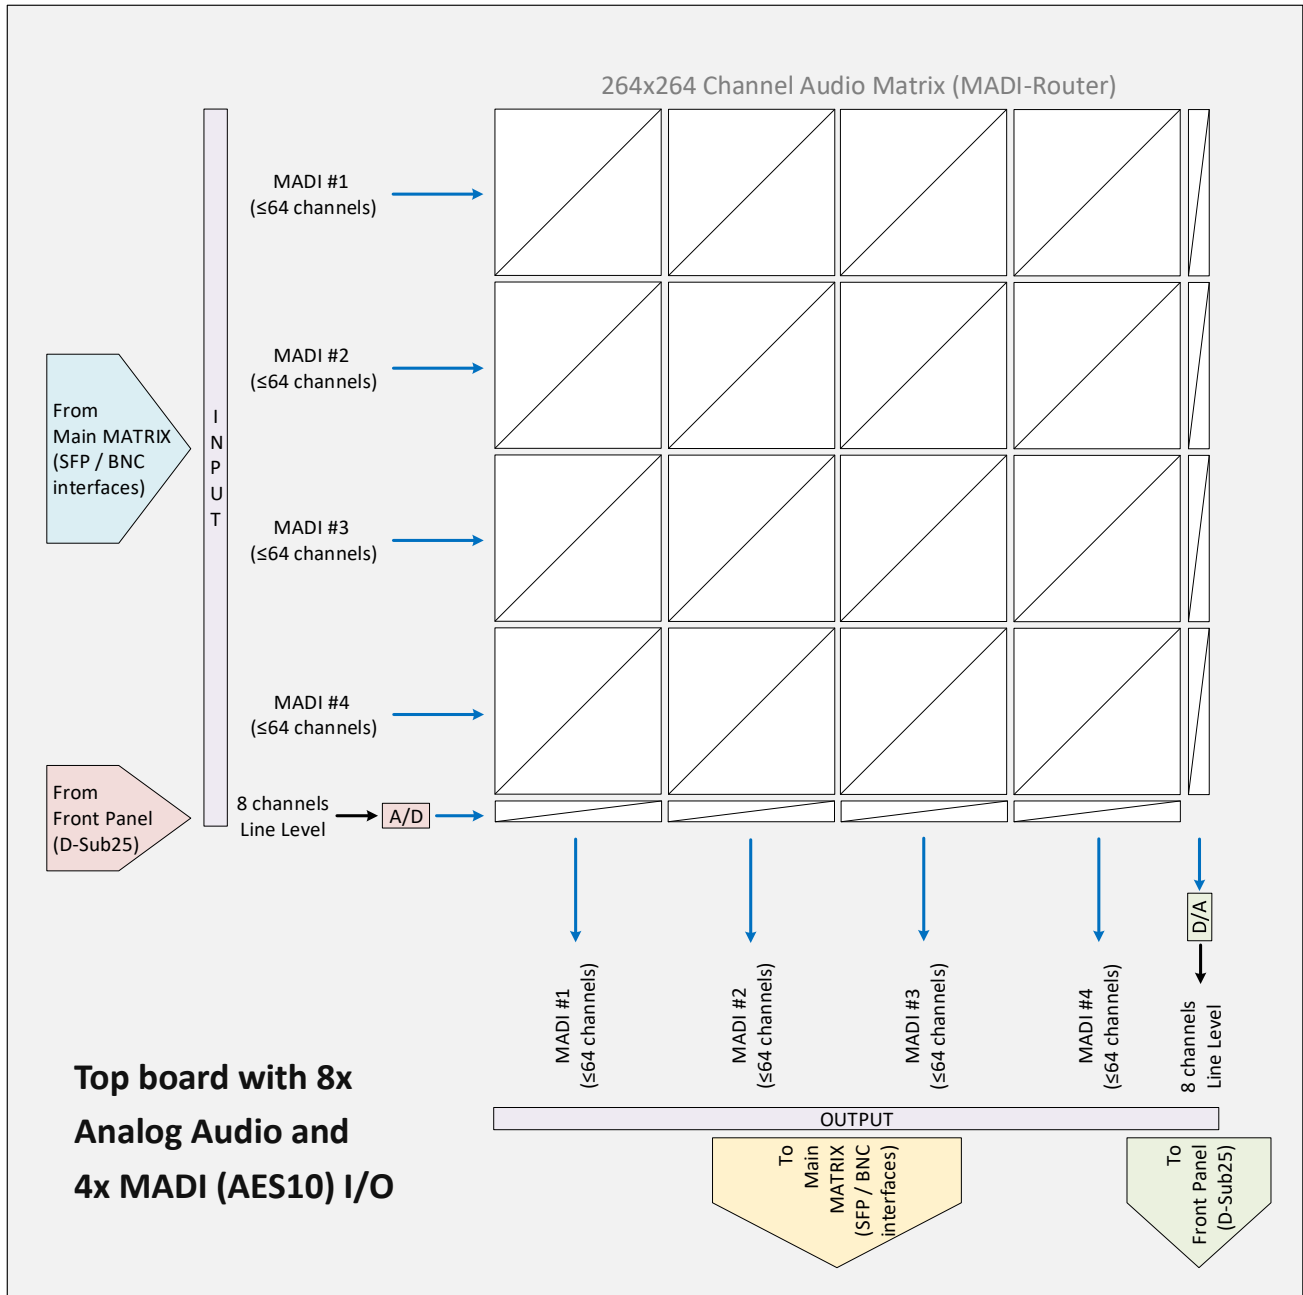 264x264 Channel Audio Matrix (MADI-Router)
MADI #1
(≤64 channels)
MADI #2
(≤64 channels)
From
Main MATRIX
(SFP / BNC
interfaces)
I
N
P
U
T
MADI #3
(≤64 channels)
MADI #4
(≤64 channels)
From
Front Panel
(D-Sub25)
8 channels
Line Level
A/D
D/A
MADI #1
(≤64 channels)
MADI #2
(≤64 channels)
MADI #3
(≤64 channels)
MADI #4
(≤64 channels)
8 channels
Line Level
Top board with 8x
Analog Audio and
4x MADI (AES10) I/O
OUTPUT
To
Main
MATRIX
(SFP / BNC
interfaces)
To
Front Panel
(D-Sub25)